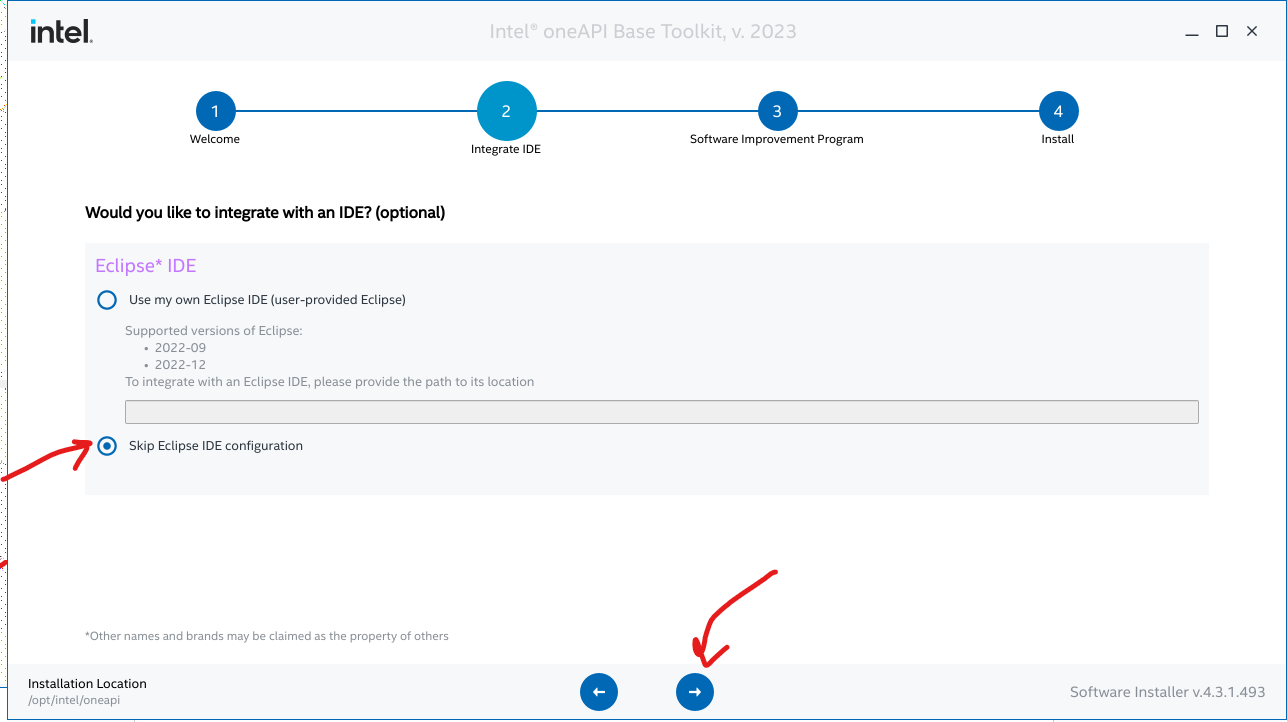 intel.
Intel® oneAPI Base Toolkit, v. 2023
1
2
3
4
Welcome
Integrate IDE
Software Improvement Program
Install
Would you like to integrate with an IDE? (optional)
Eclipse* IDE
Use my own Eclipse IDE (user-provided Eclipse)
Supported versions of Eclipse:
• 2022-09
• 2022-12
To integrate with an Eclipse IDE, please provide the path to its location
Skip Eclipse IDE configuration
*Other names and brands may be claimed as the property of others
Installation Location
/opt/intel/oneapi
Software Installer v.4.3.1.493